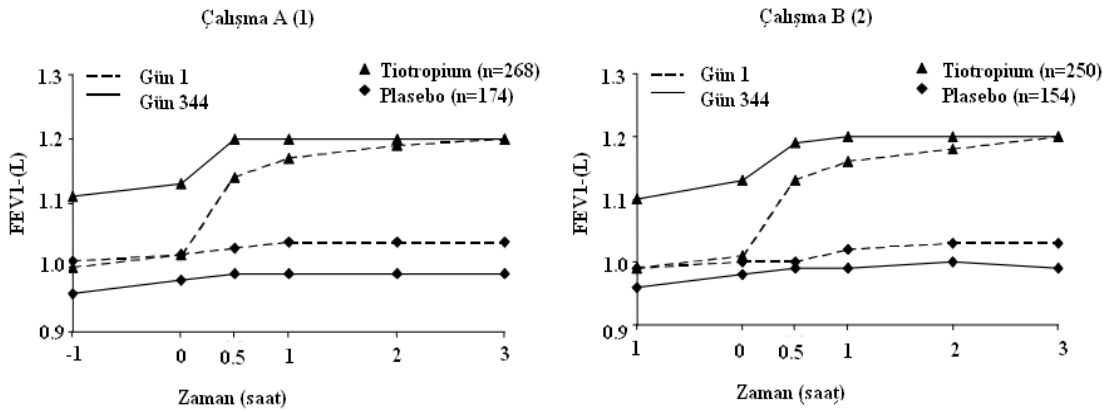 Çalışma A (1)
1.3
1.2
1.1
1.0
0.9
FEV1-(L)
Gün 1
Gün 344
Tiotropium (n=268)
Plasebo (n=174)
-1
0
0.5
1
2
3
Zaman (saat)
Çalışma B (2)
1.3
1.2
1.1
1.0
0.9
FEV1-(L)
Gün 1
Gün 344
Tiotropium (n=250)
Plasebo (n=154)
1
0
0.5
1
2
3
Zaman (saat)